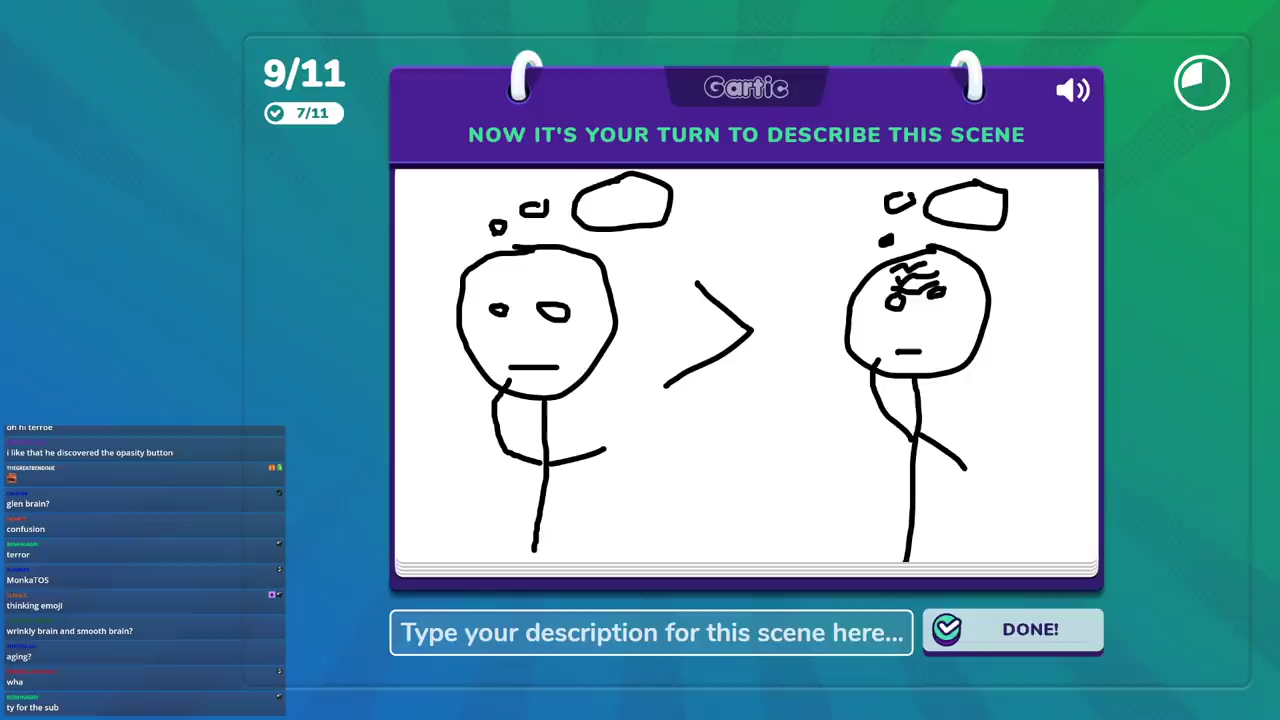 9/11
7/11
Gartic
NOW IT'S YOUR TURN TO DESCRIBE THIS SCENE
oh hi terroe
i like that he discovered the opasity button
THEGREATBENDINIE
glen brain?
confusion
terror
MonkaTOS
thinking emoji
wrinkly brain and smooth brain?
aging?
wha
ty for the sub
Type your description for this scene here...
DONE!